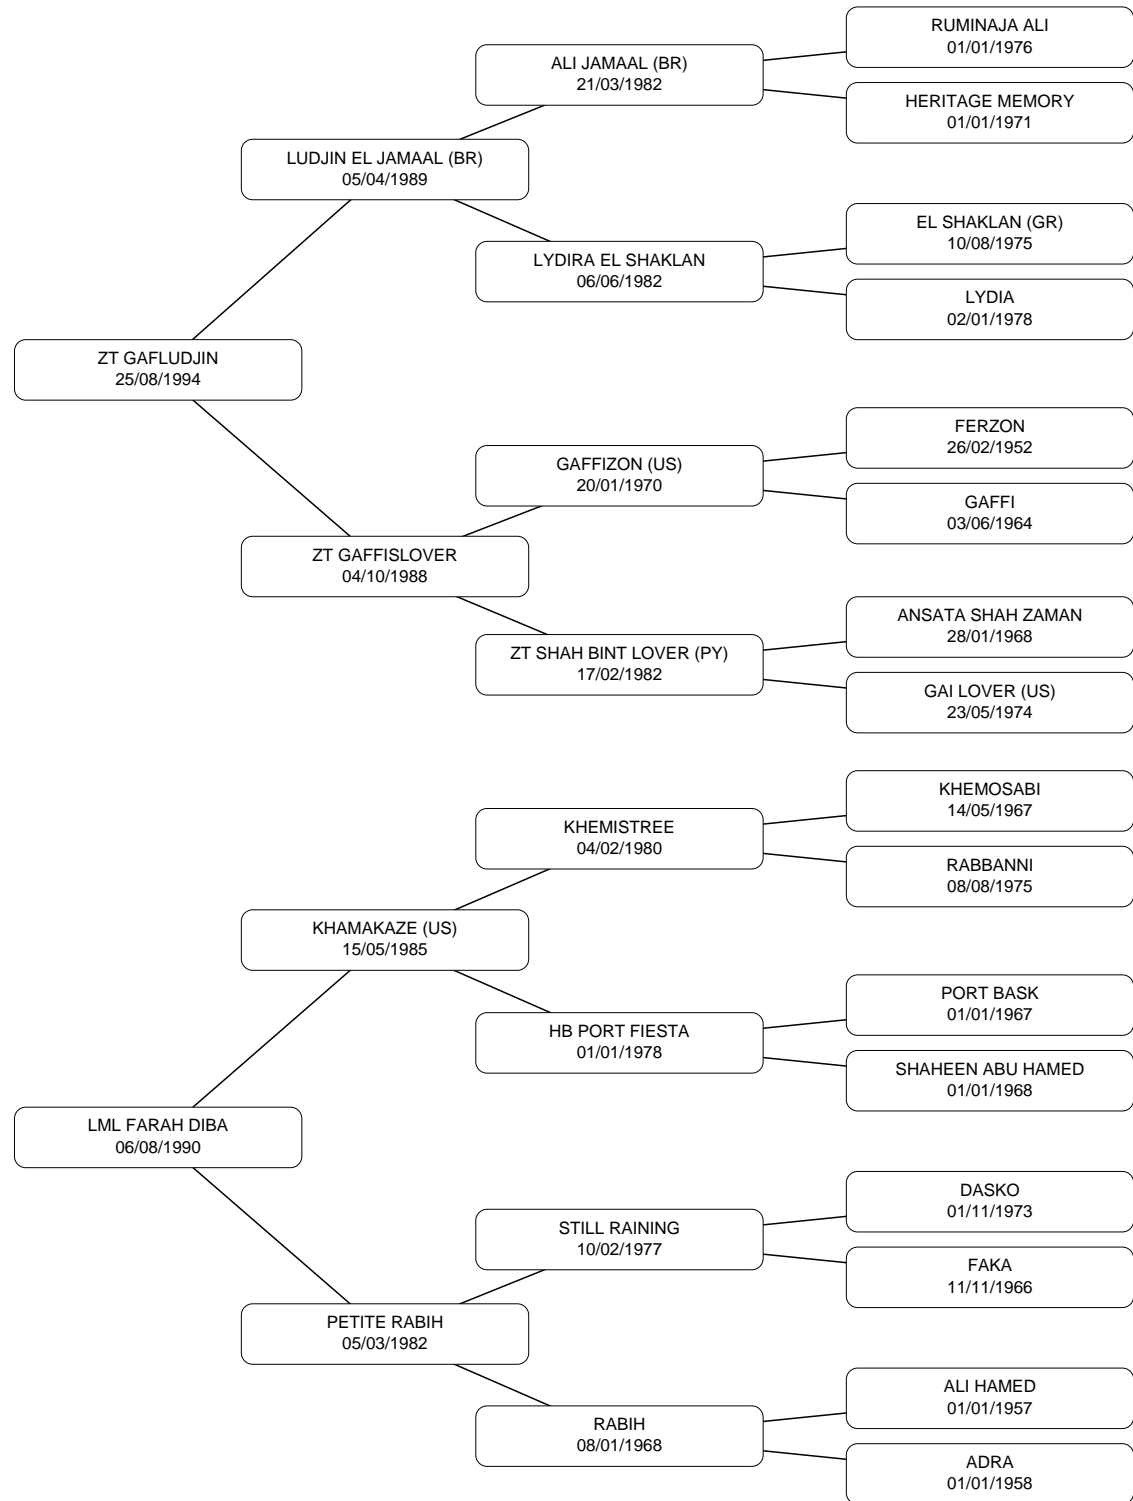 RUMINAJA ALI
01/01/1976
ALI JAMAAL (BR)
21/03/1982
HERITAGE MEMORY
01/01/1971
LUDJIN EL JAMAAL (BR)
05/04/1989
EL SHAKLAN (GR)
10/08/1975
LYDIRA EL SHAKLAN
06/06/1982
LYDIA
02/01/1978
ZT GAFLUDJIN
25/08/1994
FERZON
26/02/1952
GAFFIZON (US)
20/01/1970
GAFFI
03/06/1964
ZT GAFFISLOVER
04/10/1988
ANSATA SHAH ZAMAN
28/01/1968
ZT SHAH BINT LOVER (PY)
17/02/1982
GAI LOVER (US)
23/05/1974
KHEMOSABI
14/05/1967
KHEMISTREE
04/02/1980
RABBANNI
08/08/1975
KHAMAKAZE (US)
15/05/1985
PORT BASK
01/01/1967
HB PORT FIESTA
01/01/1978
SHAHEEN ABU HAMED
01/01/1968
LML FARAH DIBA
06/08/1990
DASKO
01/11/1973
STILL RAINING
10/02/1977
FAKA
11/11/1966
PETITE RABIH
05/03/1982
ALI HAMED
01/01/1957
RABIH
08/01/1968
ADRA
01/01/1958